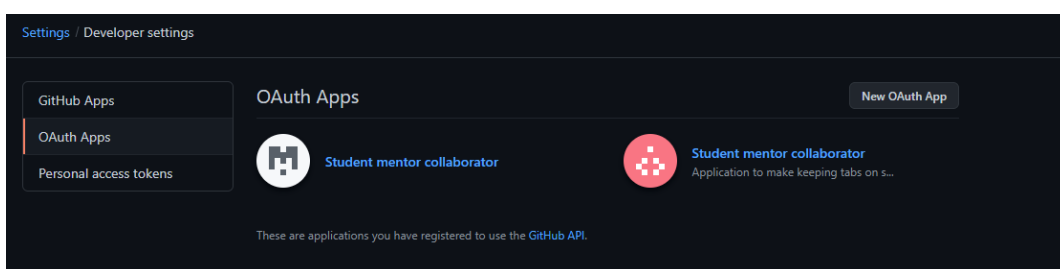 Settings / Developer settings
GitHub Apps
OAuth Apps
Personal access tokens
OAuth Apps
New OAuth App
Student mentor collaborator
Student mentor collaborator
Application to make keeping tabs on s...
These are applications you have registered to use the GitHub API.